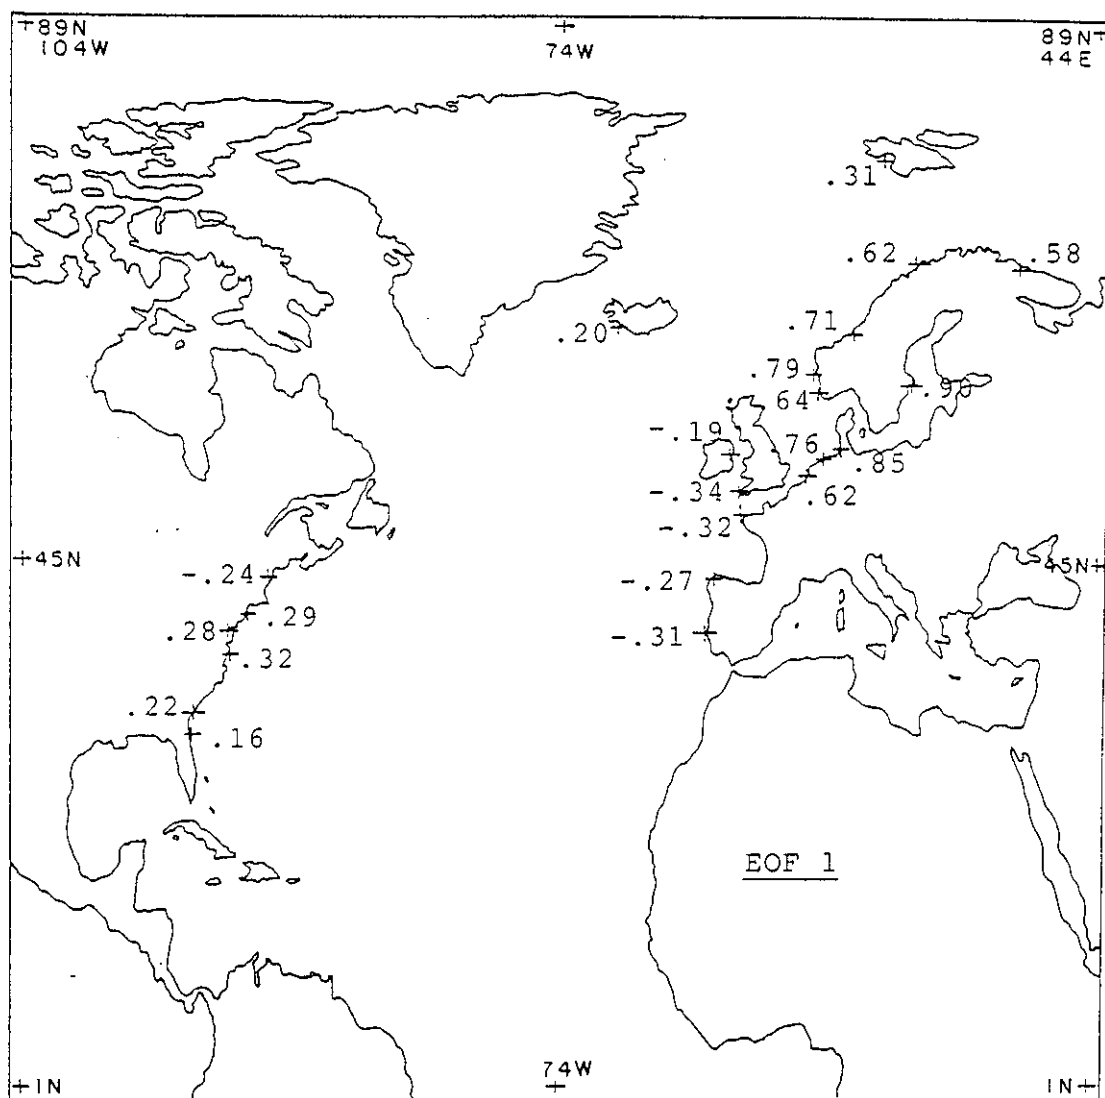 89N 104W
74W
89N 44E
.31
.62
.58
.20
.71
.79
.64
.90
-.19
.76
.85
-.34
.62
-.32
45N
45N
-.24
-.27
.29
.28
-.31
.32
.22
.16
EOF 1
74W
1N
1N